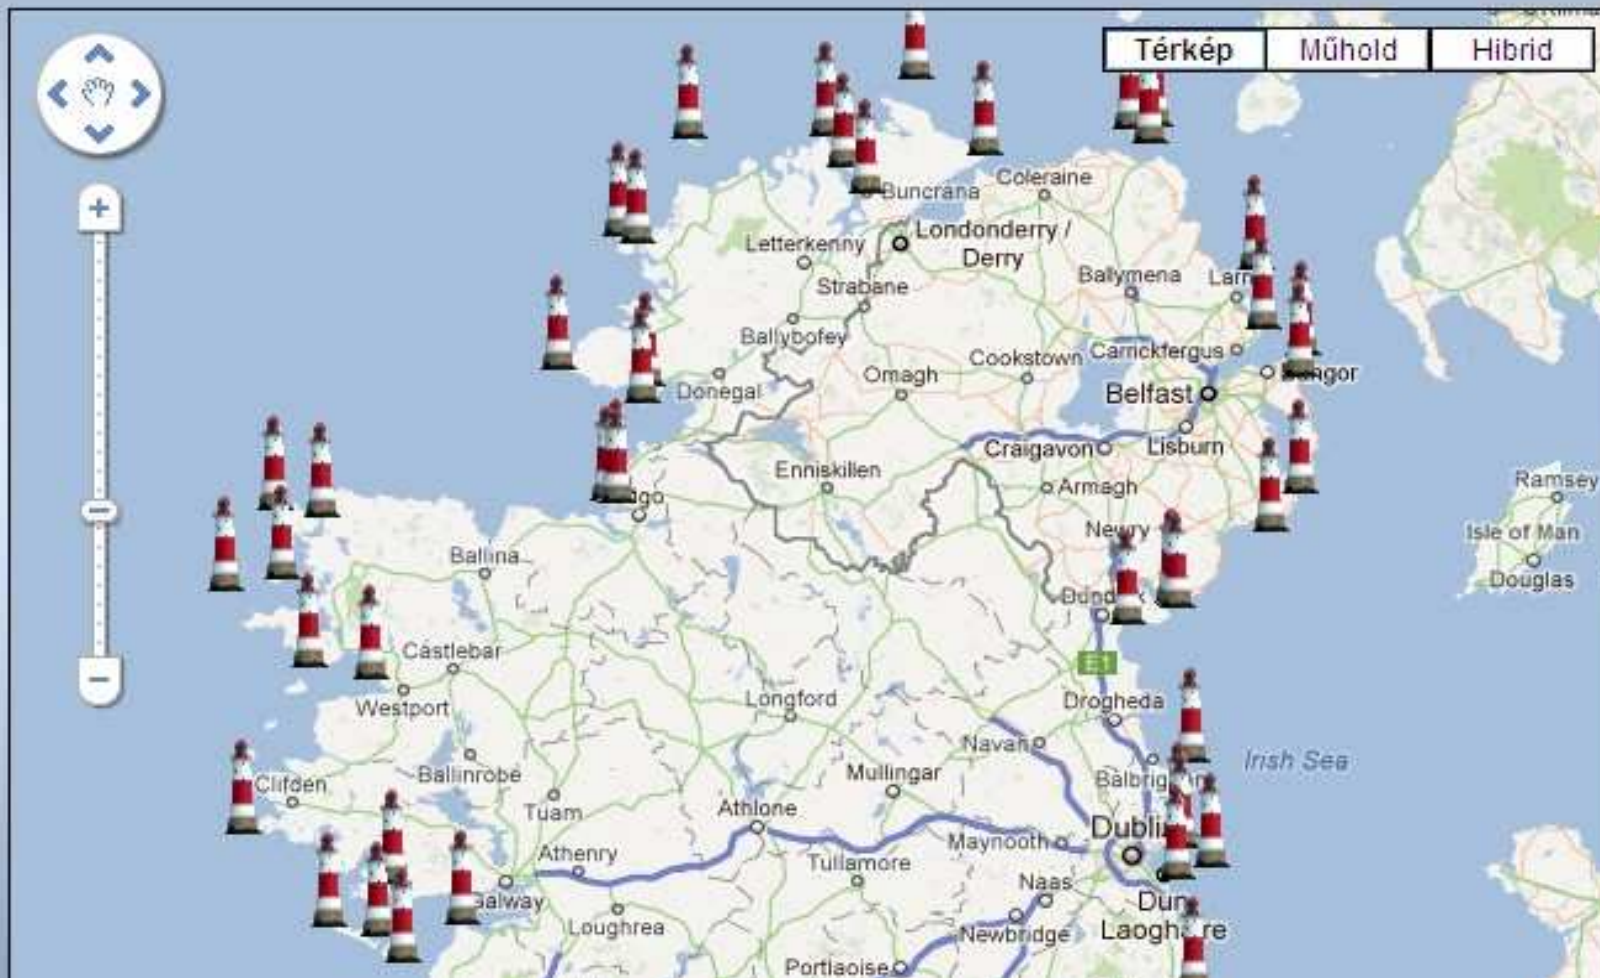 Térkép Műhold Hibrid
Coleraine
Buncrana
Londonderry /
Derry
Letterkenny
Ballymena
Strabane
Ballybofey
Cookstown
Carrickfergus
Omagh
Donegal
Belfast
Craigavon
Lisburn
Enniskillen
Armagh
Ramsey
Newry
Isle of Man
Ballina
Douglas
Castlebar
E1
Longford
Drogheda
Westport
Navan
Irish Sea
Ballinrobe
Mullingar
Clifden
Athlone
Tuam
Maynooth
Athenry
Tullamore
Naas
Loughrea
Newbridge
Portlaoise